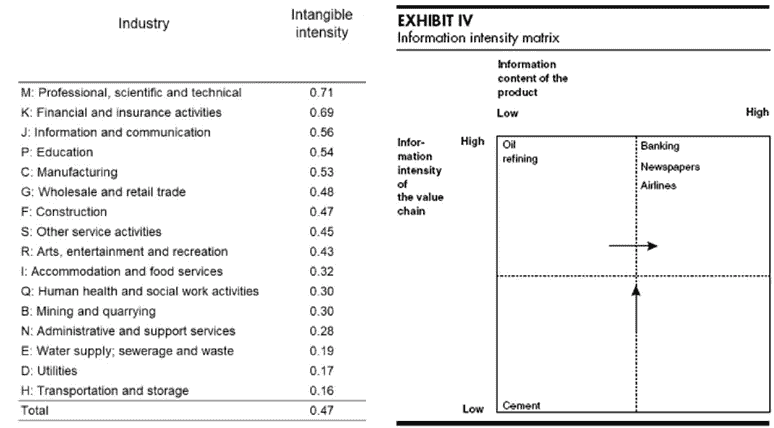 Industry
Intangible
intensity
M: Professional, scientific and technical 0.71
K: Financial and insurance activities 0.69
J: Information and communication 0.56
P: Education 0.54
C: Manufacturing 0.53
G: Wholesale and retail trade 0.48
F: Construction 0.47
S: Other service activities 0.45
R: Arts, entertainment and recreation 0.43
I: Accommodation and food services 0.32
Q: Human health and social work activities 0.30
B: Mining and quarrying 0.30
N: Administrative and support services 0.28
E: Water supply; sewerage and waste 0.19
D: Utilities 0.17
H: Transportation and storage 0.16
Total 0.47
EXHIBIT IV
Information intensity matrix
Information
content of the
product
Low High
Infor-
mation
intensity
of
the value
chain
High
Oil
refining
Banking
Newspapers
Airlines
Low
Cement